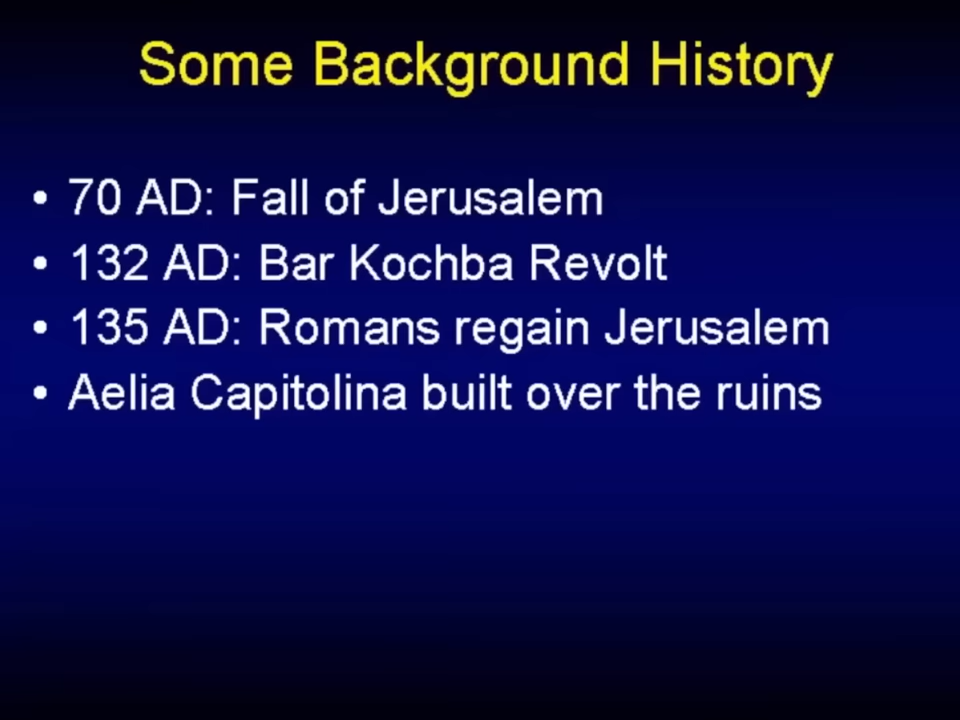 Some Background History
• 70 AD: Fall of Jerusalem
• 132 AD: Bar Kochba Revolt
• 135 AD: Romans regain Jerusalem
• Aelia Capitolina built over the ruins